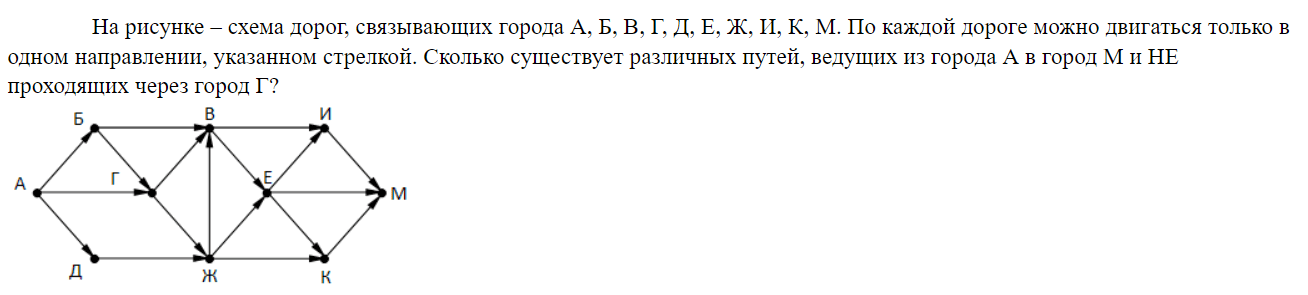 На рисунке – схема дорог, связывающих города А, Б, В, Г, Д, Е, Ж, И, К, М. По каждой дороге можно двигаться только в
одном направлении, указанном стрелкой. Сколько существует различных путей, ведущих из города А в город М и НЕ
проходящих через город Г?
Б В И
А Г Е М
Д Ж К